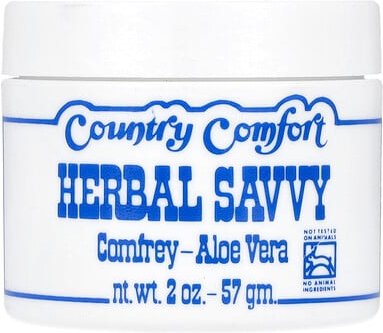 Country Comfort
HERBAL SAVVY
Comfrey – Aloe Vera
NOT TESTED
ON ANIMALS
NO ANIMAL
INGREDIENTS
nt. wt. 2 oz. – 57 gm.